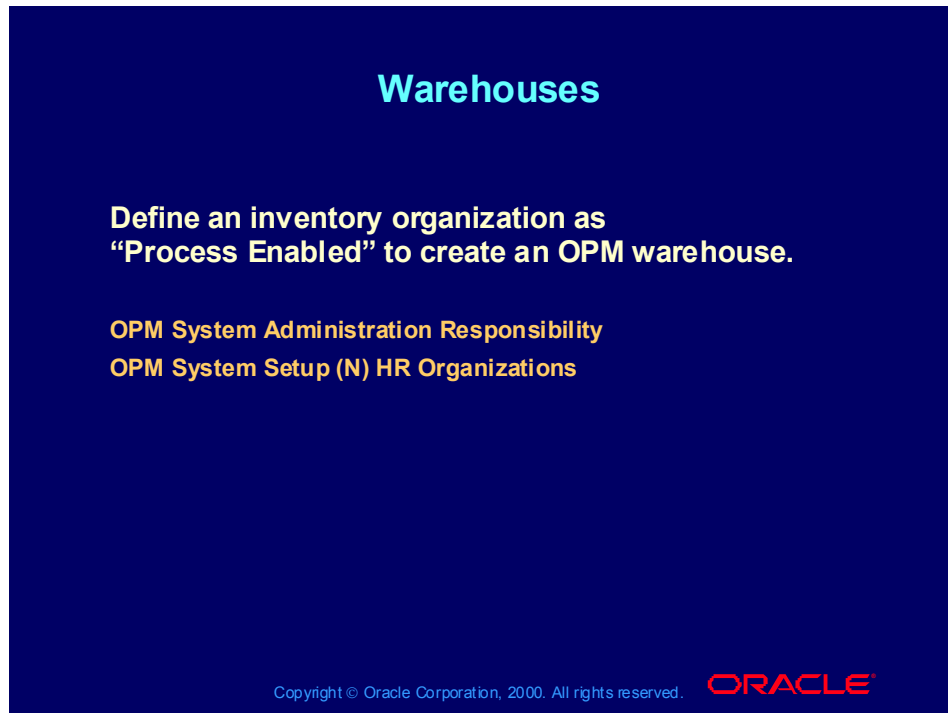 Warehouses
Define an inventory organization as
“Process Enabled” to create an OPM warehouse.
OPM System Administration Responsibility
OPM System Setup (N) HR Organizations
Copyright © Oracle Corporation, 2000. All rights reserved.
ORACLE®